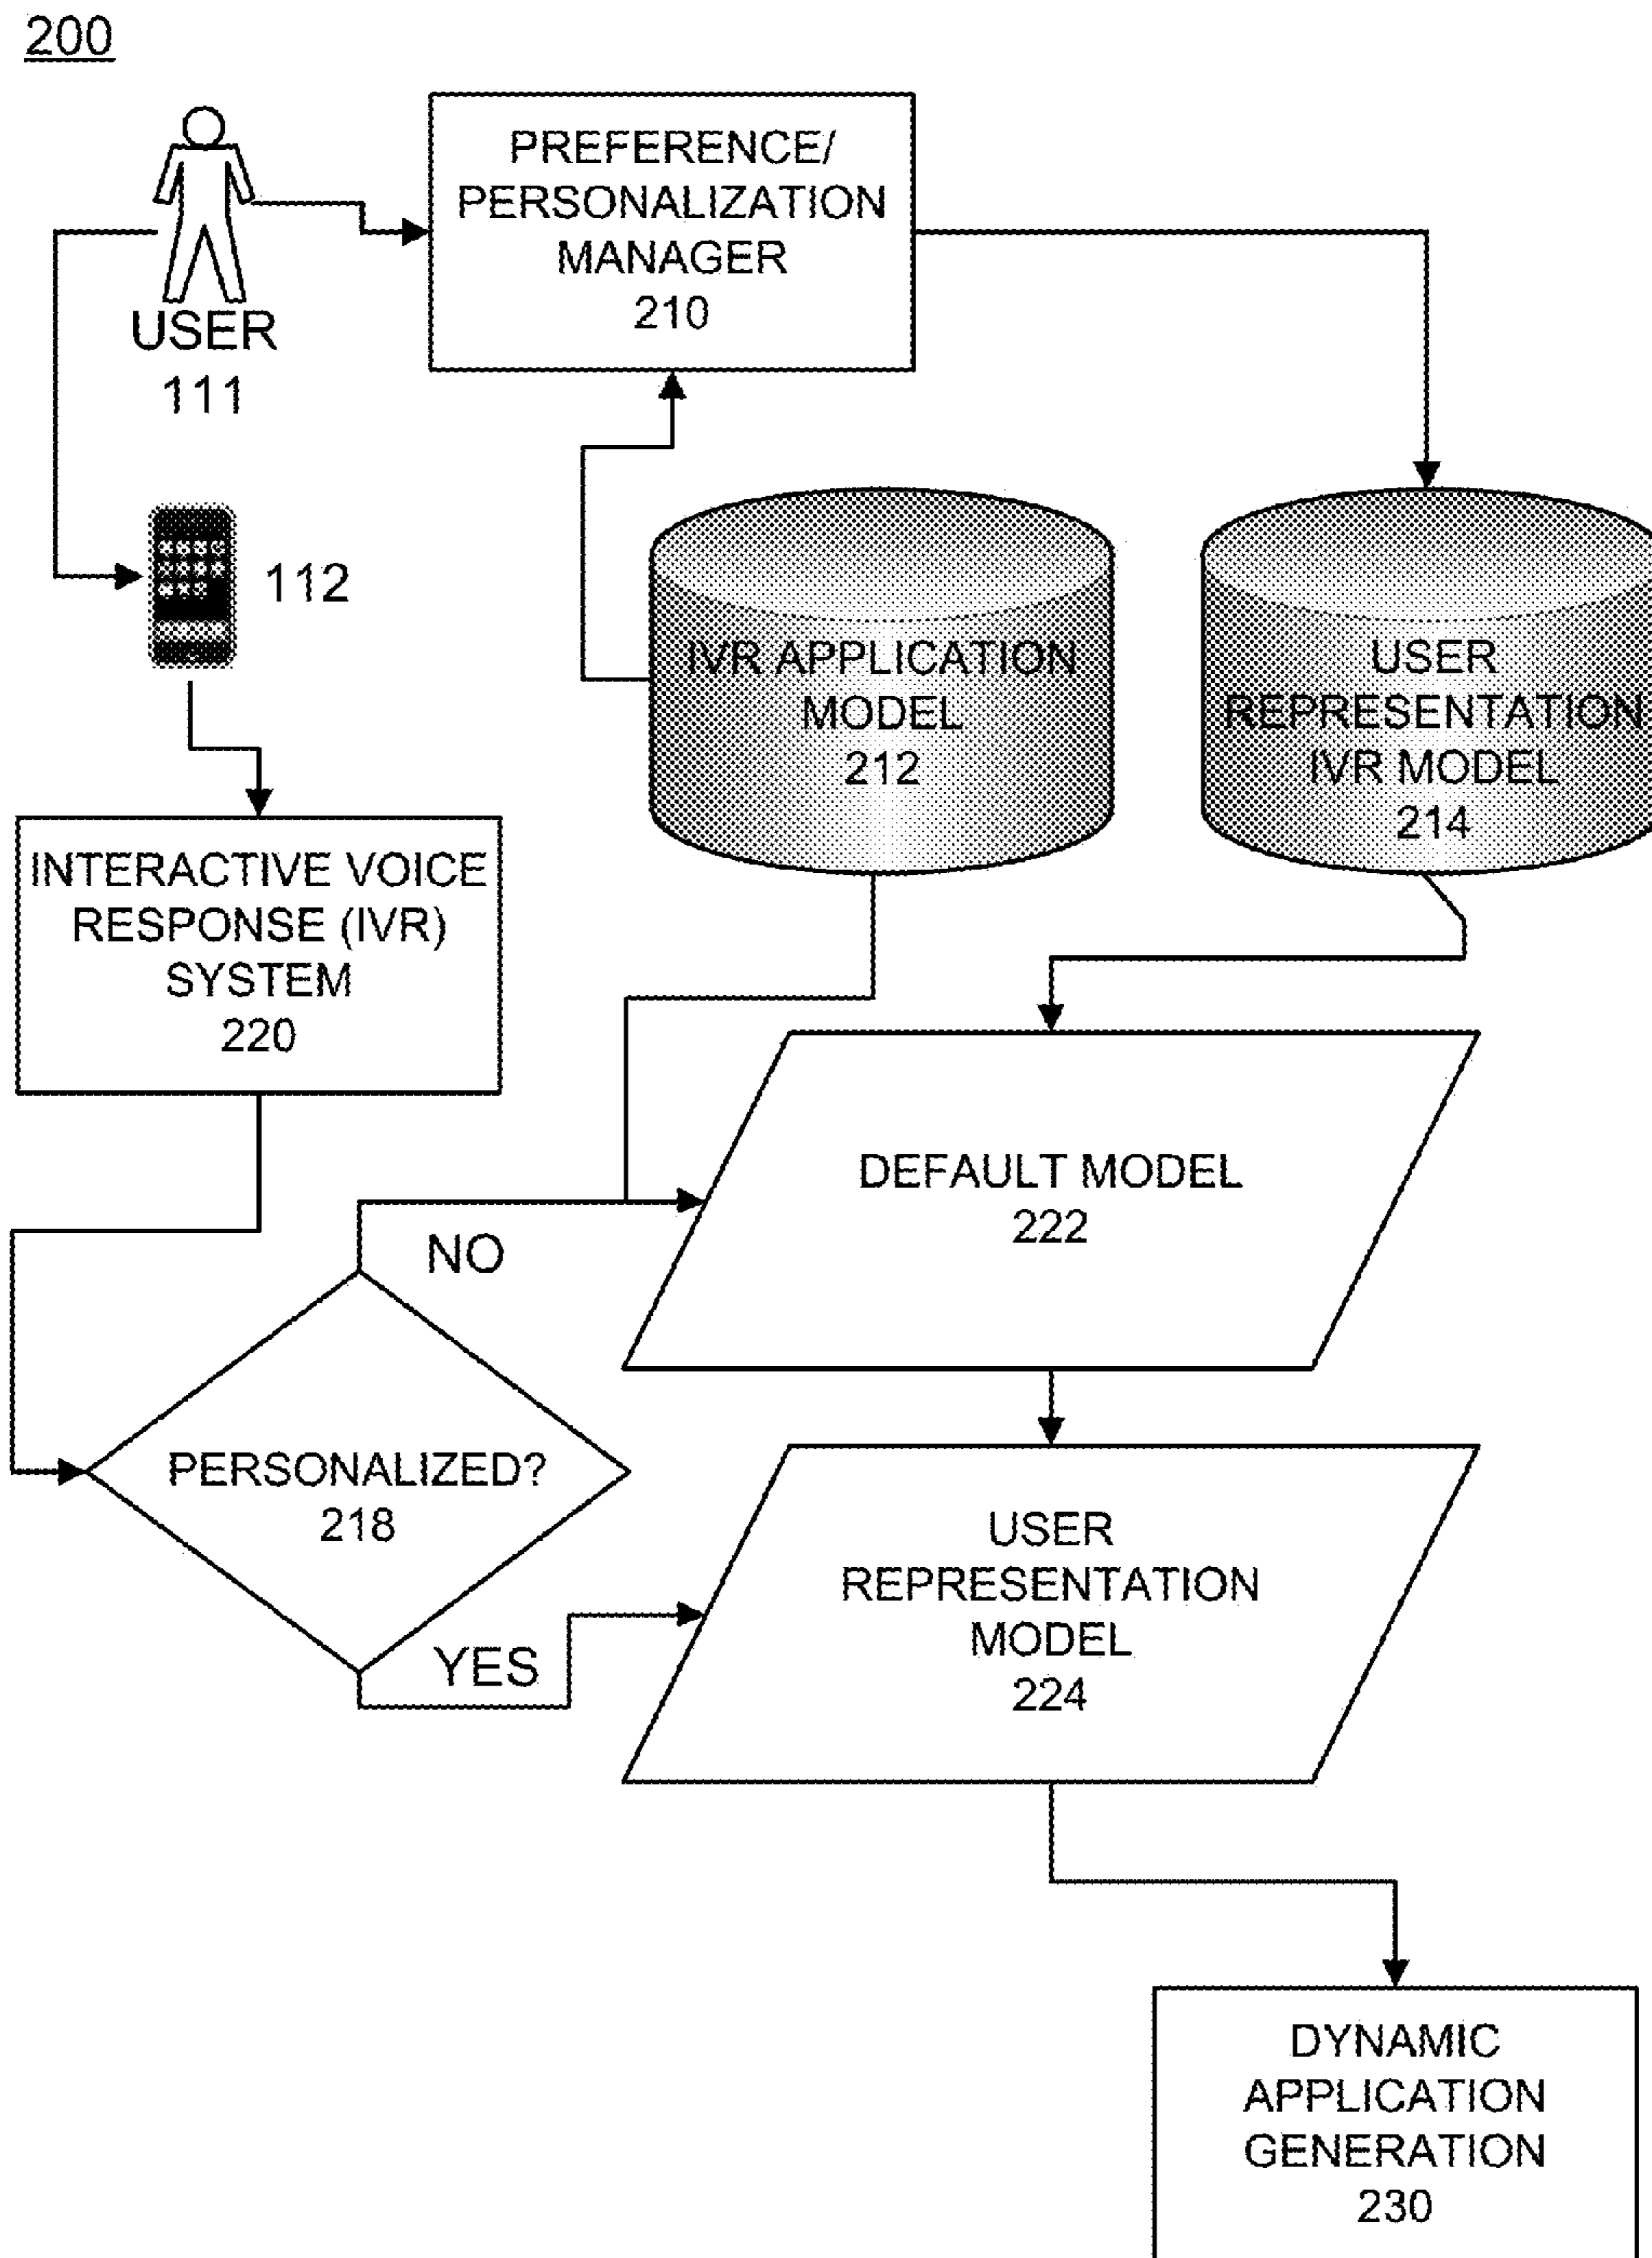 200
PREFERENCE/
PERSONALIZATION
MANAGER
210
USER
111
112
IVR APPLICATION
MODEL
212
USER
REPRESENTATION
IVR MODEL
214
INTERACTIVE VOICE
RESPONSE (IVR)
SYSTEM
220
DEFAULT MODEL
222
NO
PERSONALIZED?
218
YES
USER
REPRESENTATION
MODEL
224
DYNAMIC
APPLICATION
GENERATION
230